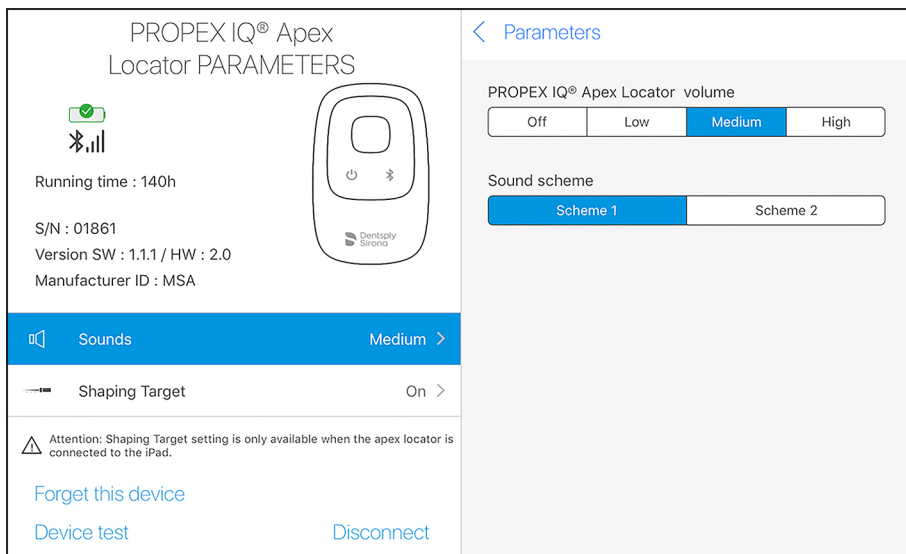 PROPEX IQ® Apex
Locator PARAMETERS
Running time : 140h
S/N : 01861
Version SW : 1.1.1 / HW : 2.0
Manufacturer ID : MSA
Dentsply
Sirona
Sounds Medium
Shaping Target On
Attention: Shaping Target setting is only available when the apex locator is
connected to the iPad.
Forget this device
Device test Disconnect
Parameters
PROPEX IQ® Apex Locator volume
Off Low Medium High
Sound scheme
Scheme 1 Scheme 2